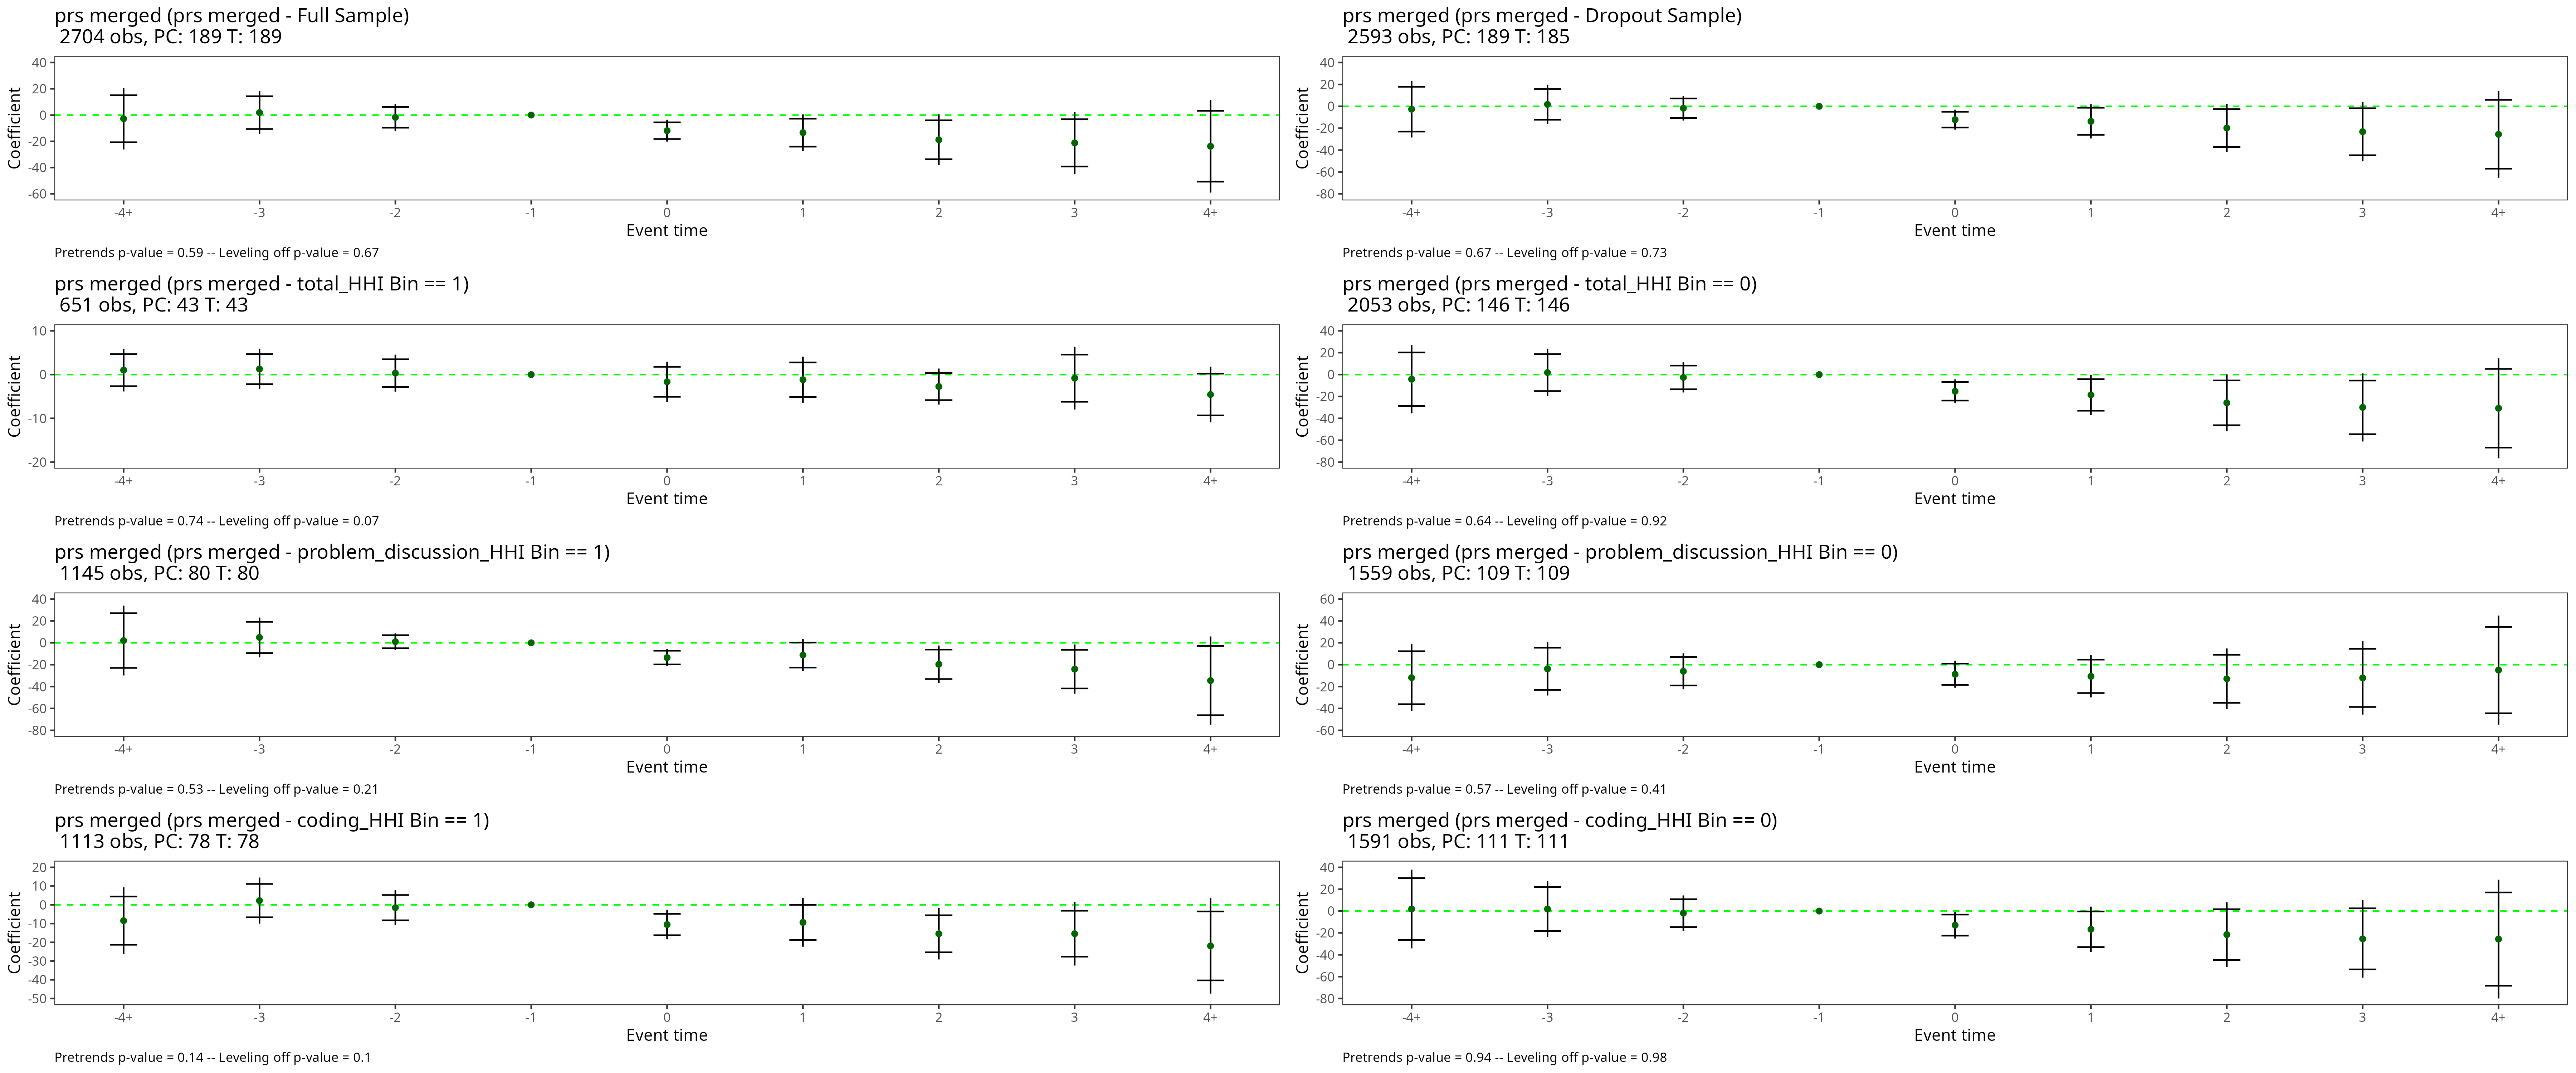 prs merged (prs merged - Full Sample)
2704 obs, PC: 189 T: 189
40
20
0
-20
-40
-60
Coefficient
-4+ -3 -2 -1 0 1 2 3 4+
Event time
Pretrends p-value = 0.59 -- Leveling off p-value = 0.67
prs merged (prs merged - Dropout Sample)
2593 obs, PC: 189 T: 185
40
20
0
-20
-40
-60
-80
Coefficient
-4+ -3 -2 -1 0 1 2 3 4+
Event time
Pretrends p-value = 0.67 -- Leveling off p-value = 0.73
prs merged (prs merged - total_HHI Bin == 1)
651 obs, PC: 43 T: 43
10
0
-10
-20
Coefficient
-4+ -3 -2 -1 0 1 2 3 4+
Event time
Pretrends p-value = 0.74 -- Leveling off p-value = 0.07
prs merged (prs merged - total_HHI Bin == 0)
2053 obs, PC: 146 T: 146
40
20
0
-20
-40
-60
-80
Coefficient
-4+ -3 -2 -1 0 1 2 3 4+
Event time
Pretrends p-value = 0.64 -- Leveling off p-value = 0.92
prs merged (prs merged - problem_discussion_HHI Bin == 1)
1145 obs, PC: 80 T: 80
40
20
0
-20
-40
-60
-80
Coefficient
-4+ -3 -2 -1 0 1 2 3 4+
Event time
Pretrends p-value = 0.53 -- Leveling off p-value = 0.21
prs merged (prs merged - problem_discussion_HHI Bin == 0)
1559 obs, PC: 109 T: 109
60
40
20
0
-20
-40
-60
Coefficient
-4+ -3 -2 -1 0 1 2 3 4+
Event time
Pretrends p-value = 0.57 -- Leveling off p-value = 0.41
prs merged (prs merged - coding_HHI Bin == 1)
1113 obs, PC: 78 T: 78
20
10
0
-10
-20
-30
-40
-50
Coefficient
-4+ -3 -2 -1 0 1 2 3 4+
Event time
Pretrends p-value = 0.14 -- Leveling off p-value = 0.1
prs merged (prs merged - coding_HHI Bin == 0)
1591 obs, PC: 111 T: 111
40
20
0
-20
-40
-60
-80
Coefficient
-4+ -3 -2 -1 0 1 2 3 4+
Event time
Pretrends p-value = 0.94 -- Leveling off p-value = 0.98